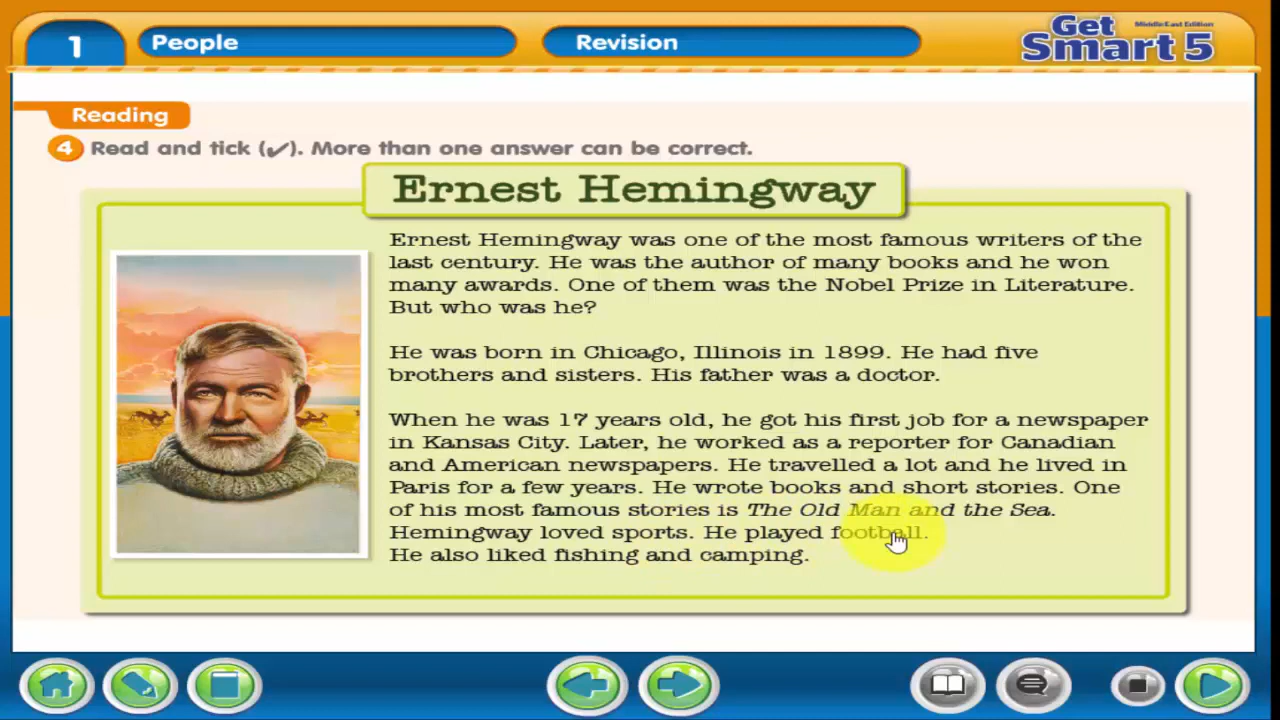 1
People
Revision
Middle East Edition
Get
Smart 5
Reading
4 Read and tick (✔). More than one answer can be correct.
Ernest Hemingway
Ernest Hemingway was one of the most famous writers of the
last century. He was the author of many books and he won
many awards. One of them was the Nobel Prize in Literature.
But who was he?
He was born in Chicago, Illinois in 1899. He had five
brothers and sisters. His father was a doctor.
When he was 17 years old, he got his first job for a newspaper
in Kansas City. Later, he worked as a reporter for Canadian
and American newspapers. He travelled a lot and he lived in
Paris for a few years. He wrote books and short stories. One
of his most famous stories is The Old Man and the Sea.
Hemingway loved sports. He played football.
He also liked fishing and camping.